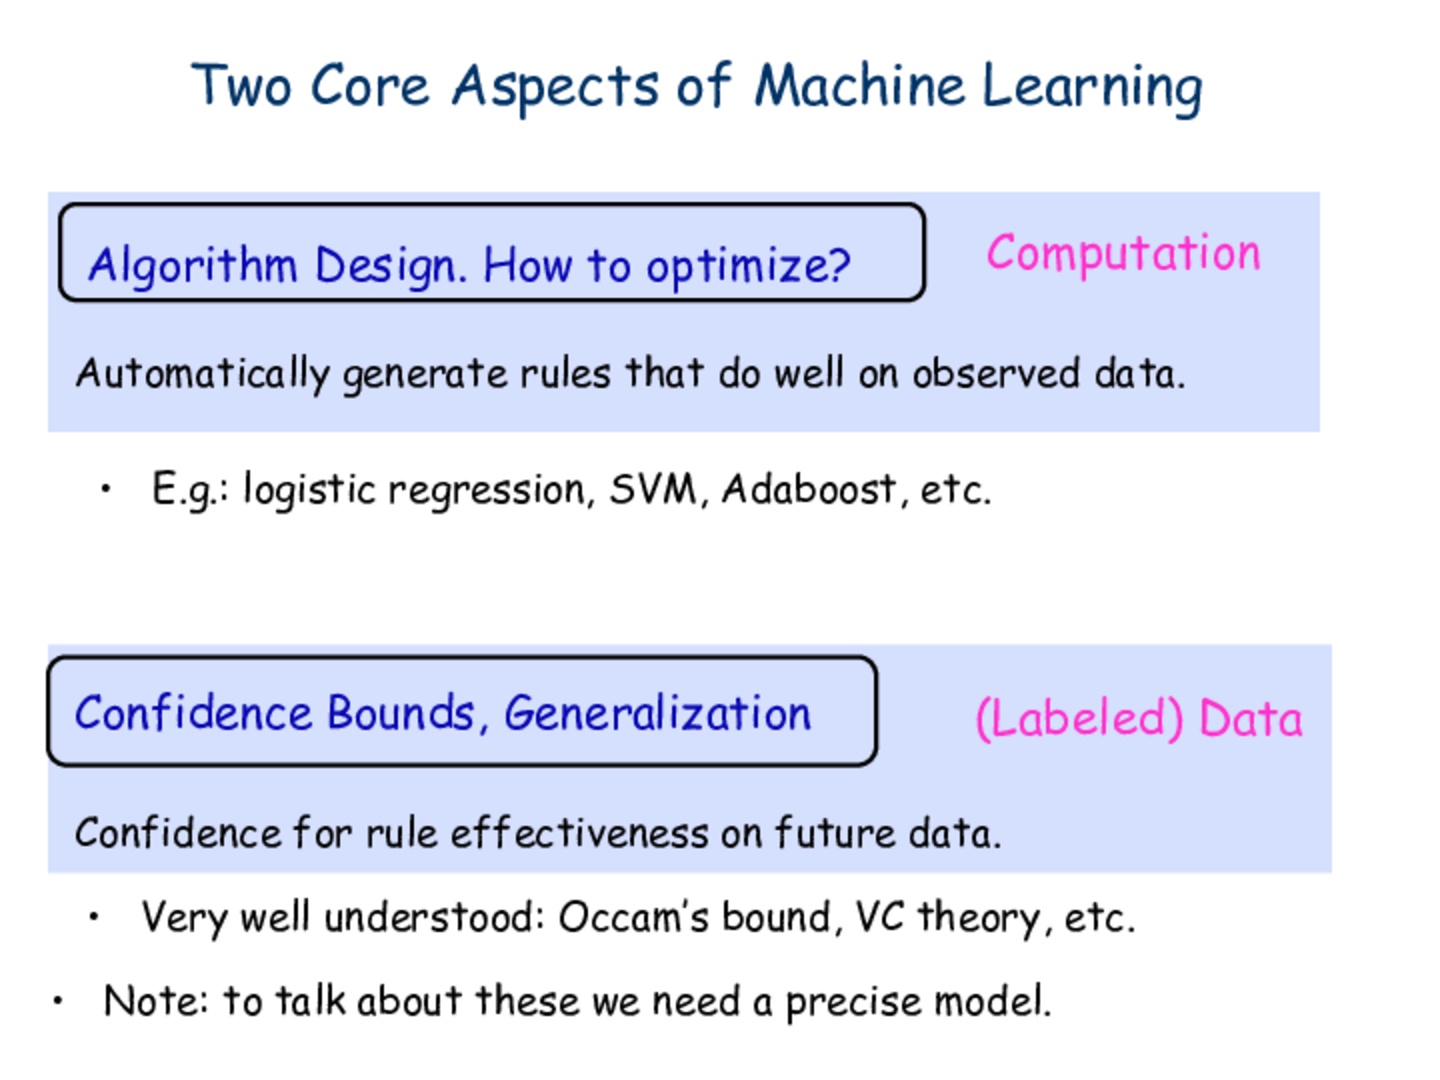 Two Core Aspects of Machine Learning
Algorithm Design. How to optimize?
Computation
Automatically generate rules that do well on observed data.
• E.g.: logistic regression, SVM, Adaboost, etc.
Confidence Bounds, Generalization
(Labeled) Data
Confidence for rule effectiveness on future data.
• Very well understood: Occam's bound, VC theory, etc.
• Note: to talk about these we need a precise model.